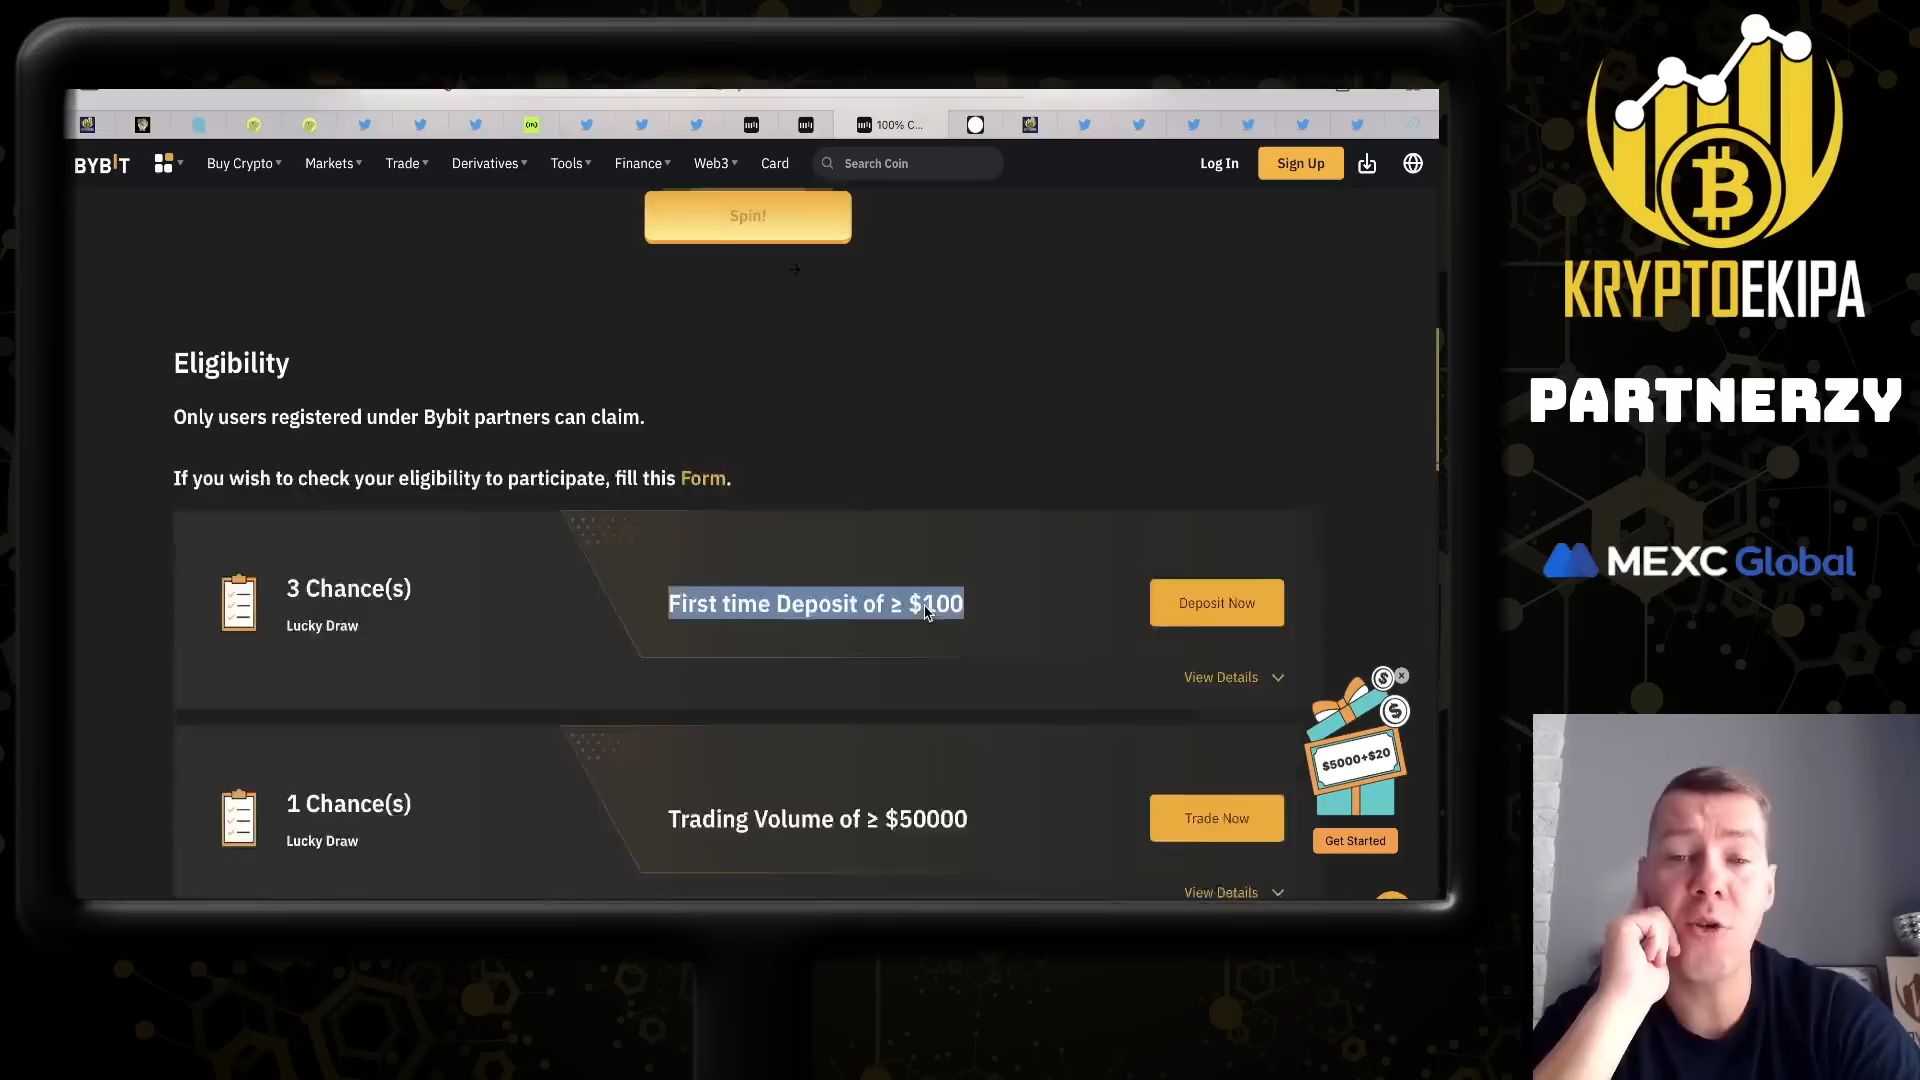 100% C...
BYBIT
Buy Crypto
Markets
Trade
Derivatives
Tools
Finance
Web3
Card
Search Coin
Log In
Sign Up
Spin!
Eligibility
Only users registered under Bybit partners can claim.
If you wish to check your eligibility to participate, fill this Form.
3 Chance(s)
Lucky Draw
First time Deposit of ≥ $100
Deposit Now
View Details
1 Chance(s)
Lucky Draw
Trading Volume of ≥ $50000
Trade Now
View Details
$5000+$20
Get Started
KRYPTOEKIPA
PARTNERZY
MEXC Global